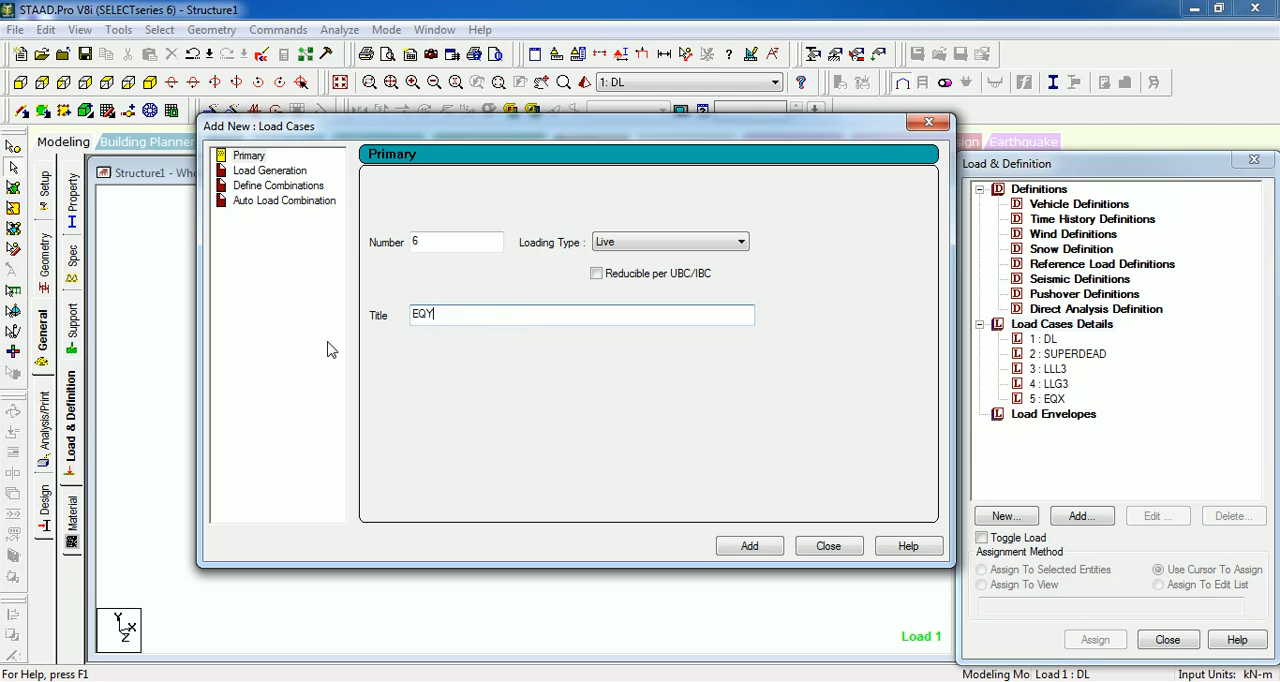 STAAD.Pro V8i (SELECTseries 6) - Structure1
File Edit View Tools Select Geometry Commands Analyze Mode Window Help
1: DL
Modeling Building Planner Earthquake
Structure1 - Who
Setup
Geometry
General
Analysis/Print
Design
Property
Spec
Support
Load & Definition
Material
Add New : Load Cases
Primary
Load Generation
Define Combinations
Auto Load Combination
Primary
Number 6 Loading Type : Live
Reducible per UBC/IBC
Title EQY
Add Close Help
Load & Definition
Definitions
Vehicle Definitions
Time History Definitions
Wind Definitions
Snow Definition
Reference Load Definitions
Seismic Definitions
Pushover Definitions
Direct Analysis Definition
Load Cases Details
1 : DL
2 : SUPERDEAD
3 : LLL3
4 : LLG3
5 : EQX
Load Envelopes
New... Add... Edit ... Delete...
Toggle Load
Assignment Method
Assign To Selected Entities Use Cursor To Assign
Assign To View Assign To Edit List
Assign Close Help
Y
X
Z
Load 1
For Help, press F1 Modeling Mo Load 1 : DL Input Units: kN-m